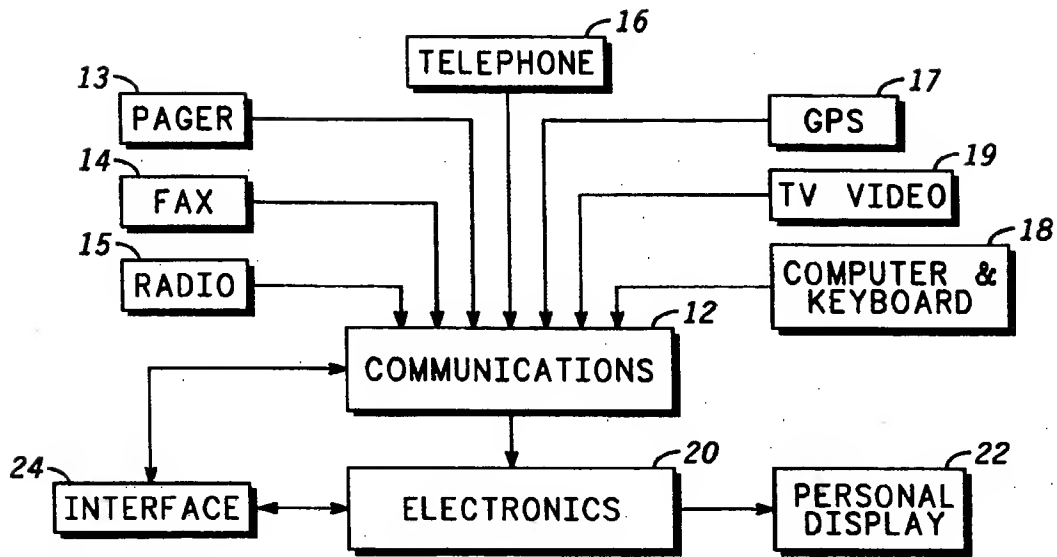 16
TELEPHONE
13
PAGER
17
GPS
14
FAX
19
TV VIDEO
15
RADIO
18
COMPUTER &
KEYBOARD
12
COMMUNICATIONS
24
INTERFACE
20
ELECTRONICS
22
PERSONAL
DISPLAY